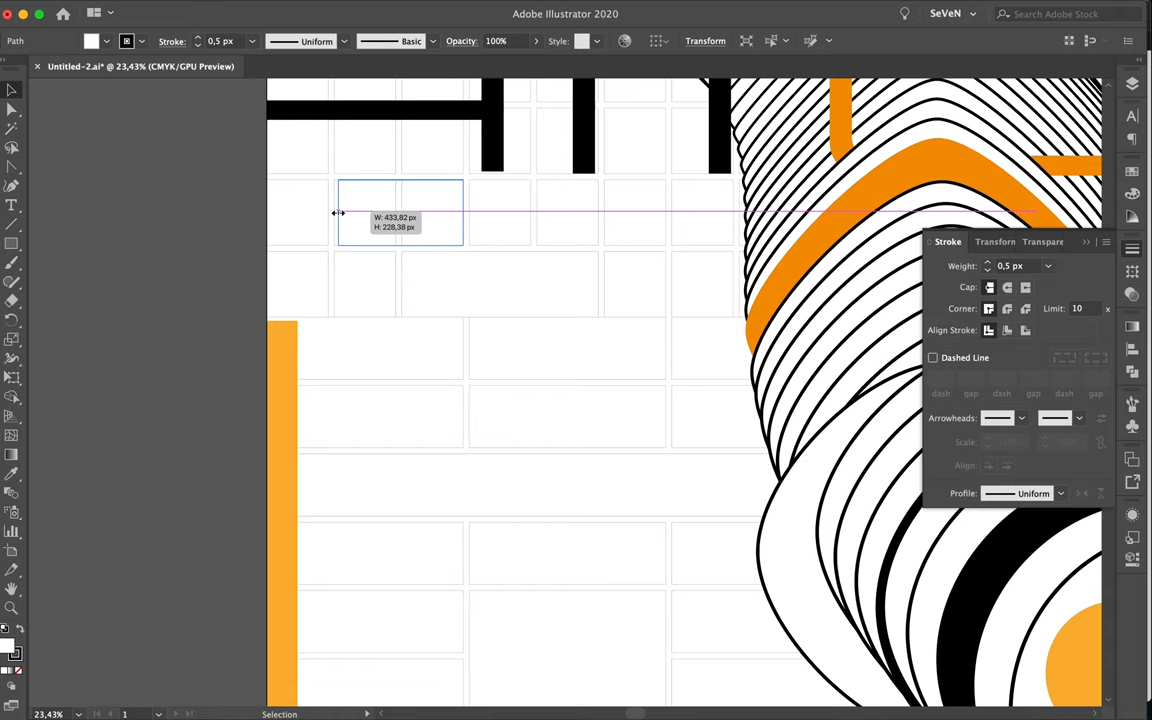 Adobe Illustrator 2020
SeVeN
Search Adobe Stock
Path
Stroke:
0,5 px
Uniform
Basic
Opacity:
100%
Style:
Transform
× Untitled-2.ai* @ 23,43% (CMYK/GPU Preview)
W: 433,82 px
H: 228,38 px
Stroke
Transform
Transpare
Weight:
0,5 px
Cap:
Corner:
Limit:
10
x
Align Stroke:
Dashed Line
dash
gap
dash
gap
dash
gap
Arrowheads:
Scale:
Align:
Profile:
Uniform
23,43%
1
Selection